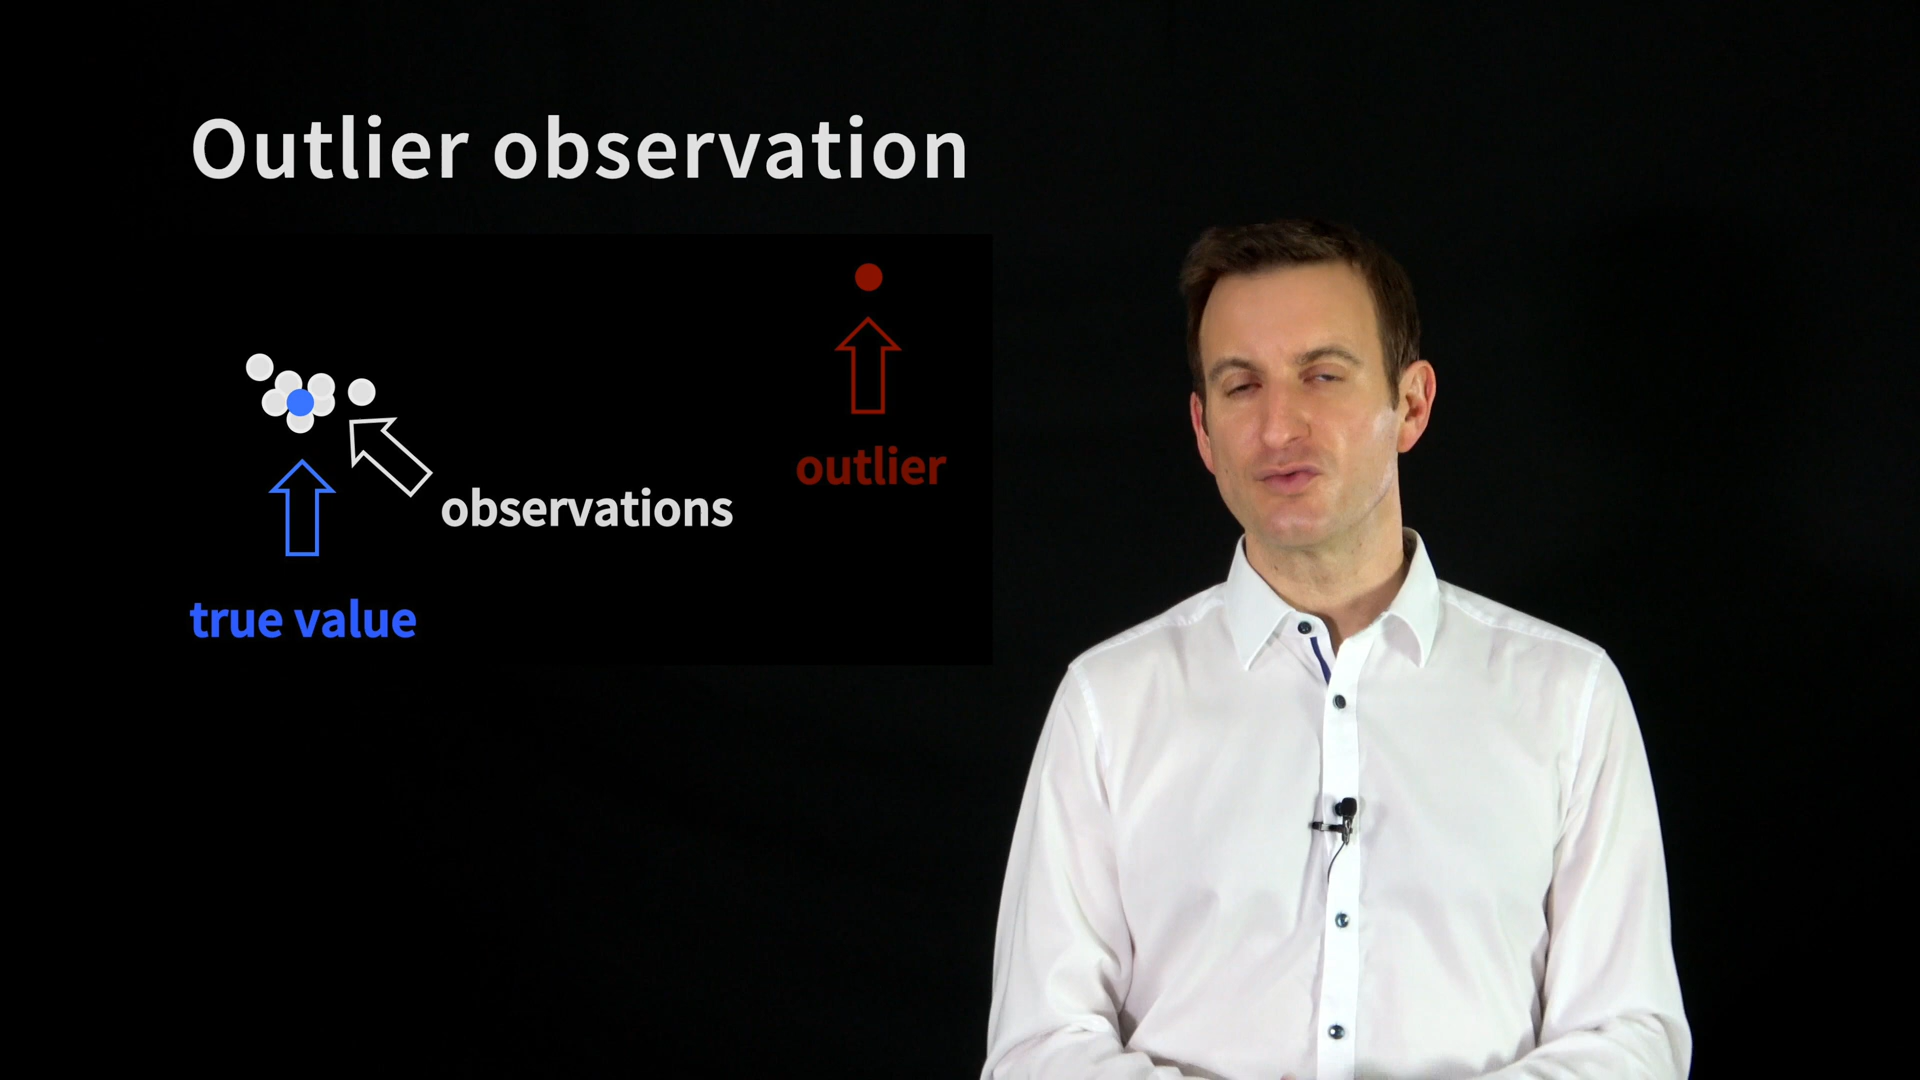 Outlier observation
outlier
observations
true value